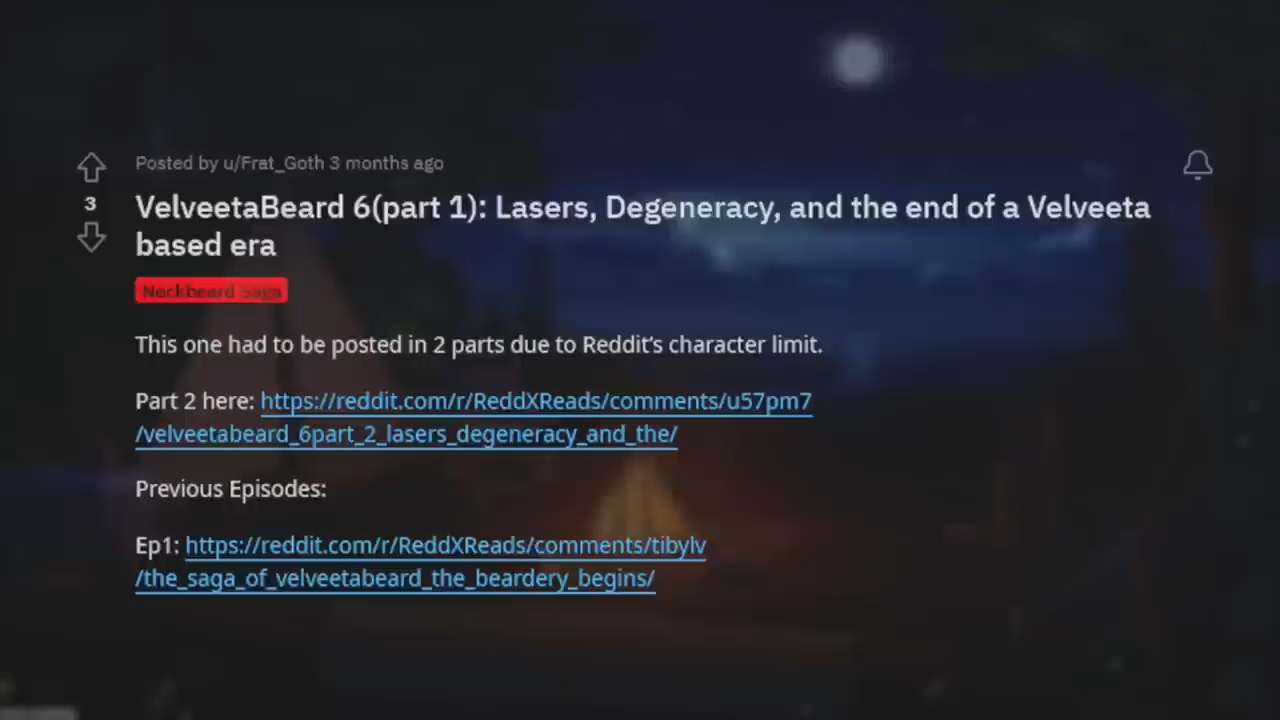 Posted by u/Frat_Goth 3 months ago
3
VelveetaBeard 6(part 1): Lasers, Degeneracy, and the end of a Velveeta
based era
Neckbeard Saga
This one had to be posted in 2 parts due to Reddit's character limit.
Part 2 here: https://reddit.com/r/ReddXReads/comments/u57pm7
/velveetabeard_6part_2_lasers_degeneracy_and_the/
Previous Episodes:
Ep1: https://reddit.com/r/ReddXReads/comments/tibylv
/the_saga_of_velveetabeard_the_beardery_begins/